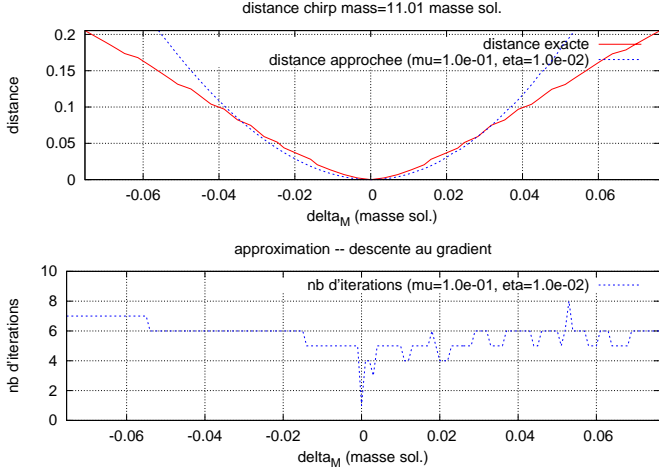 distance chirp mass=11.01 masse sol.
distance exacte
distance approchee (mu=1.0e-01, eta=1.0e-02)
0.2
0.15
0.1
0.05
0
distance
-0.06 -0.04 -0.02 0 0.02 0.04 0.06
delta_M (masse sol.)
approximation -- descente au gradient
nb d'iterations (mu=1.0e-01, eta=1.0e-02)
10
8
6
4
2
0
nb d'iterations
-0.06 -0.04 -0.02 0 0.02 0.04 0.06
delta_M (masse sol.)